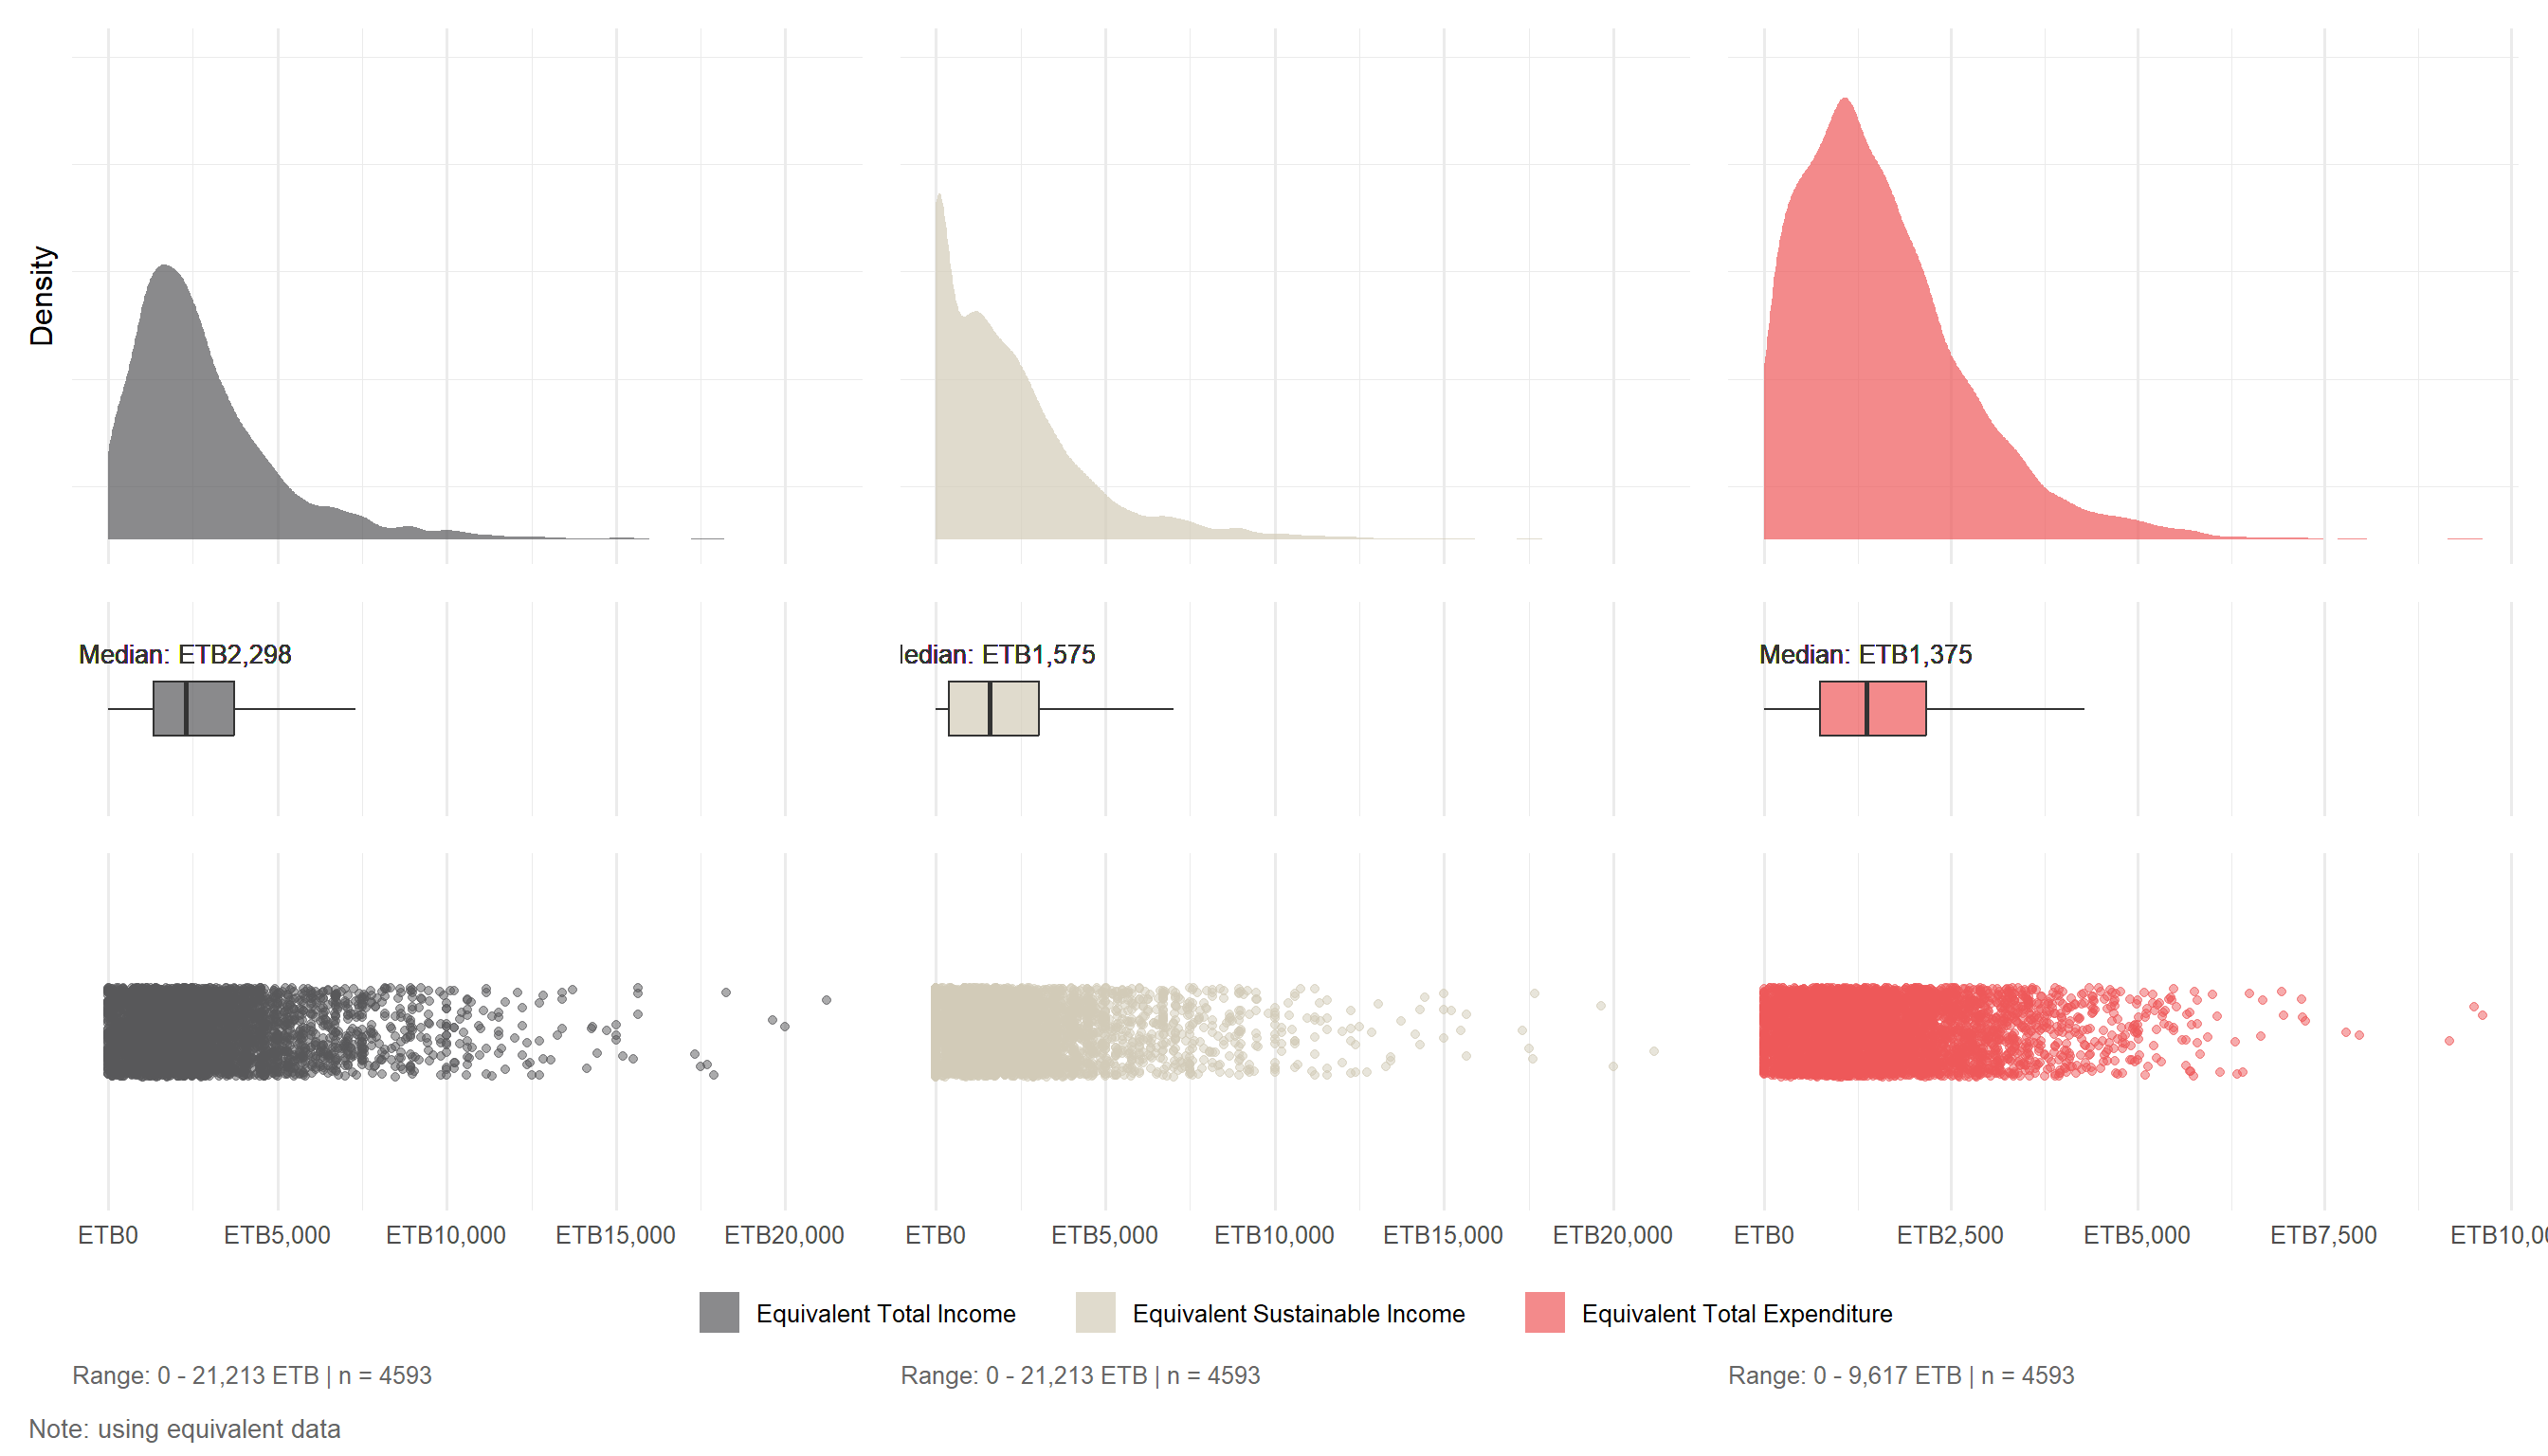 Density
Median: ETB2,298
edian: ETB1,575
Median: ETB1,375
ETB0 ETB5,000 ETB10,000 ETB15,000 ETB20,000
ETB0 ETB5,000 ETB10,000 ETB15,000 ETB20,000
ETB0 ETB2,500 ETB5,000 ETB7,500 ETB10,0
Equivalent Total Income
Equivalent Sustainable Income
Equivalent Total Expenditure
Range: 0 - 21,213 ETB | n = 4593
Range: 0 - 21,213 ETB | n = 4593
Range: 0 - 9,617 ETB | n = 4593
Note: using equivalent data